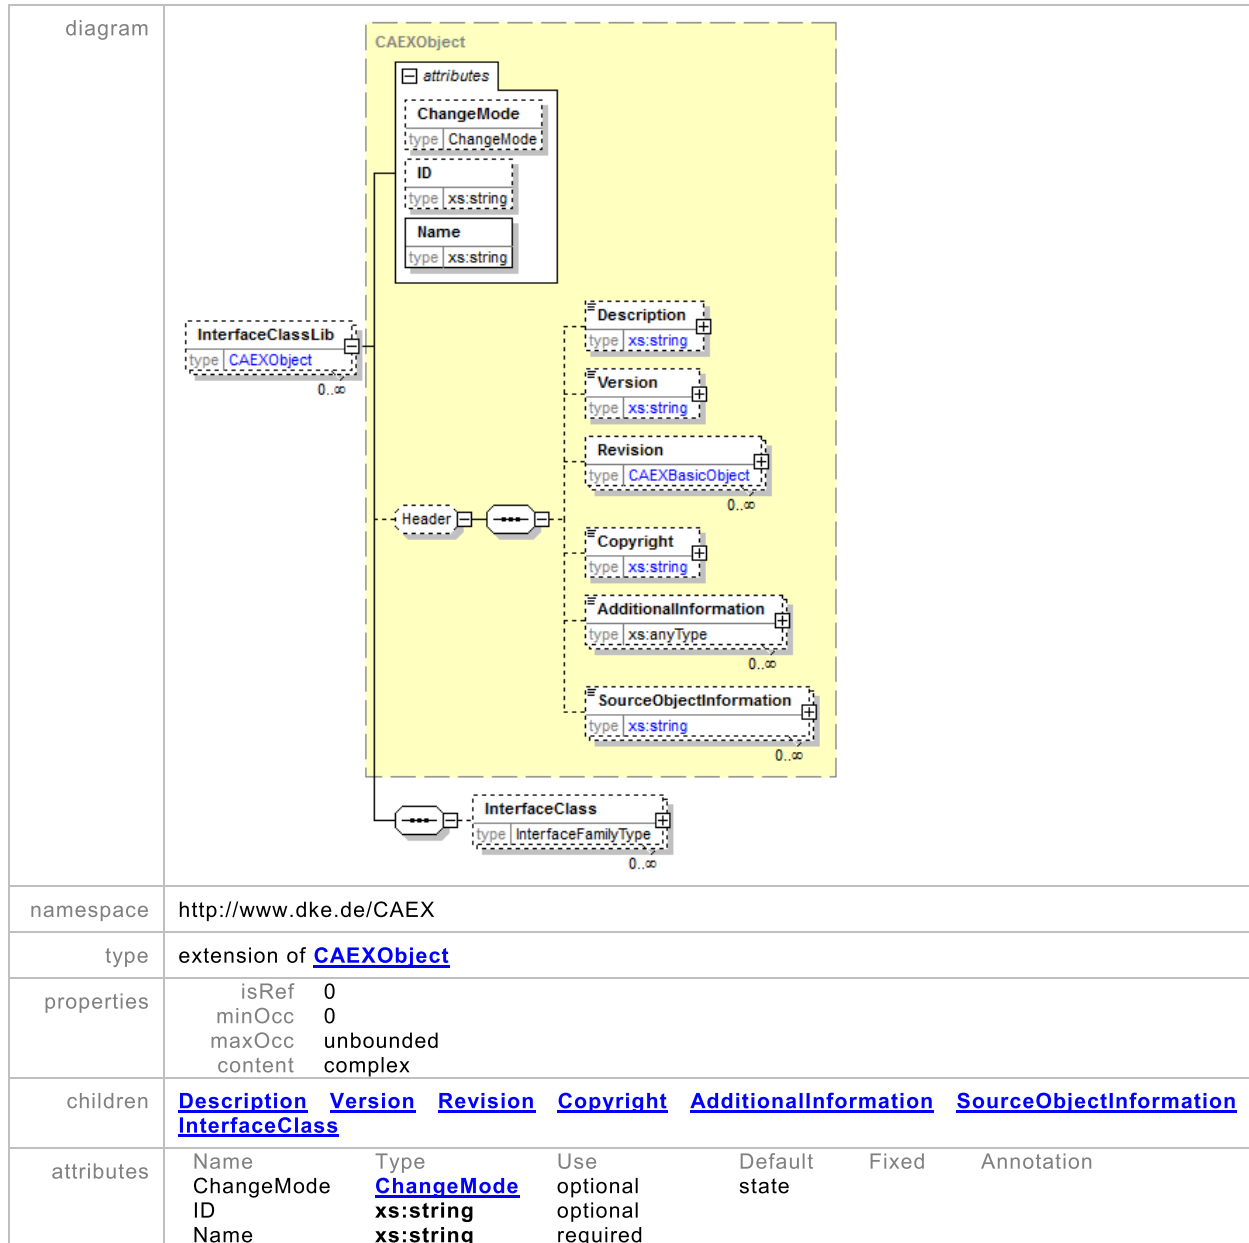 diagram
CAEXObject
attributes
ChangeMode
type ChangeMode
ID
type xs:string
Name
type xs:string
InterfaceClassLib
type CAEXObject
0..∞
Description
type xs:string
Version
type xs:string
Revision
type CAEXBasicObject
0..∞
Header
Copyright
type xs:string
AdditionalInformation
type xs:anyType
0..∞
SourceObjectInformation
type xs:string
0..∞
InterfaceClass
type InterfaceFamilyType
0..∞
namespace http://www.dke.de/CAEX
type extension of CAEXObject
properties
isRef 0
minOcc 0
maxOcc unbounded
content complex
children Description Version Revision Copyright AdditionalInformation SourceObjectInformation
InterfaceClass
attributes
Name Type Use Default Fixed Annotation
ChangeMode ChangeMode optional state
ID xs:string optional
Name xs:string required